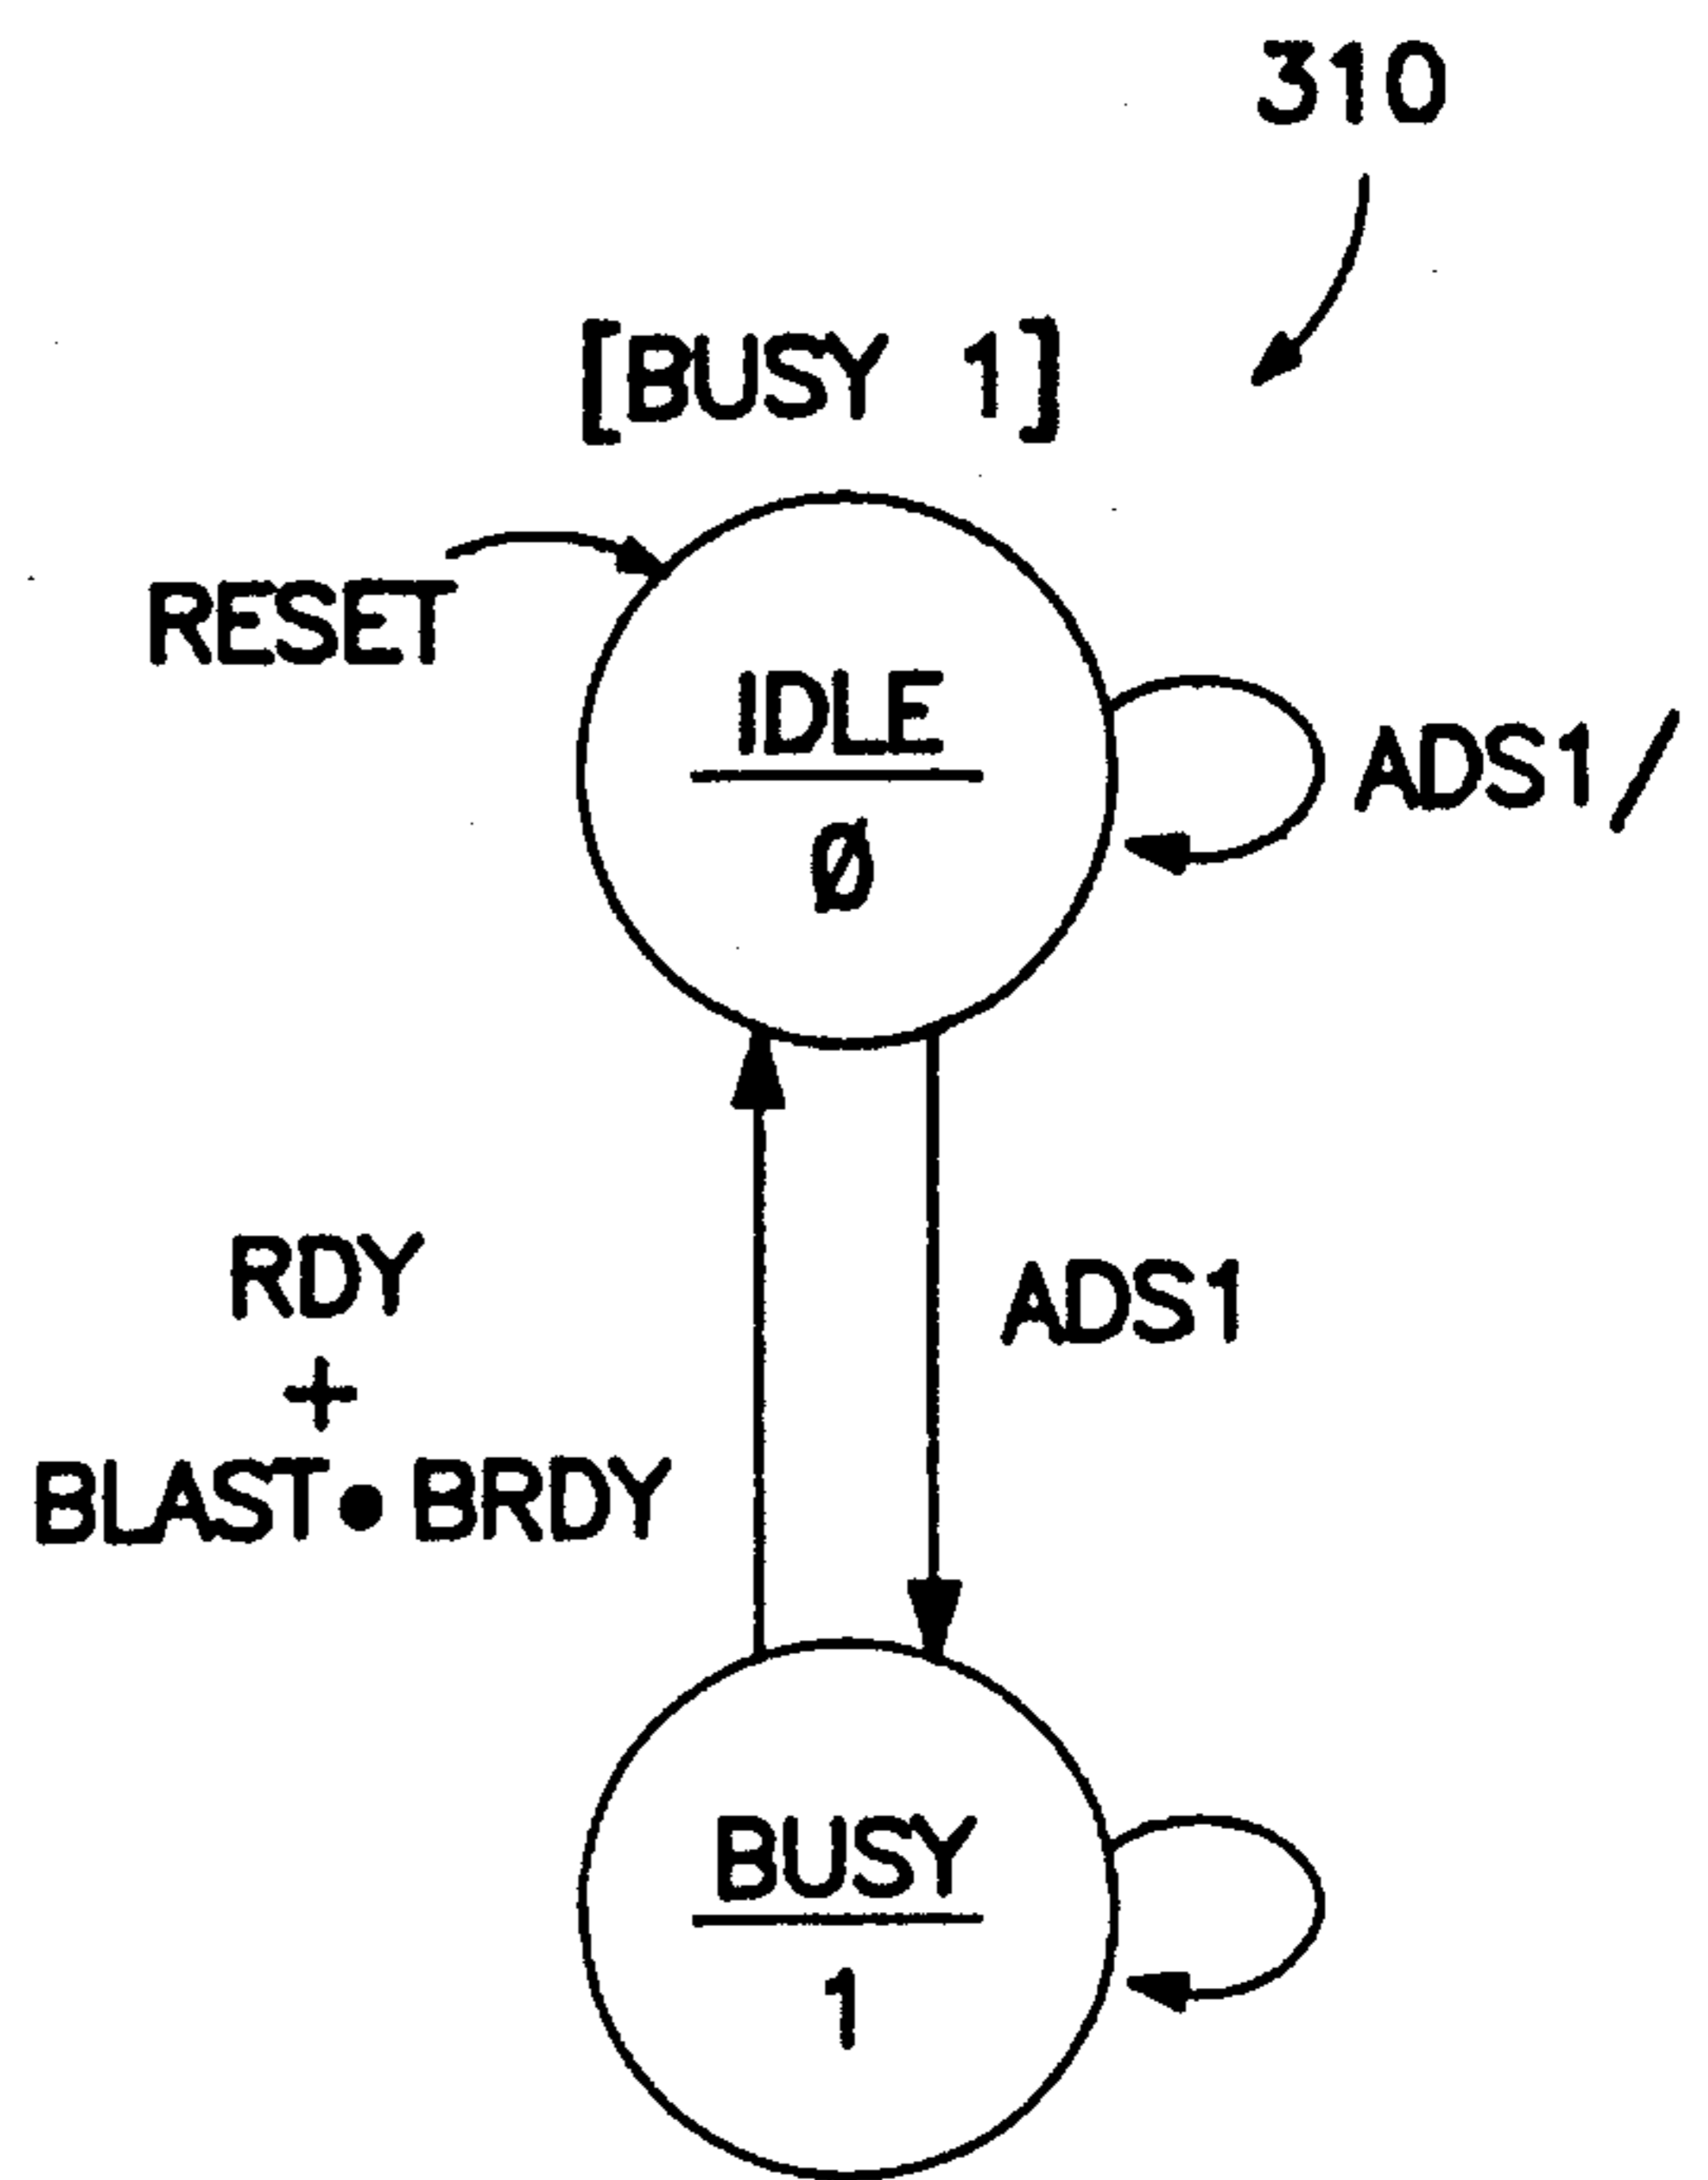 310
[BUSY 1]
RESET
IDLE
Ø
ADS1/
RDY
+
BLAST•BRDY
ADS1
BUSY
1